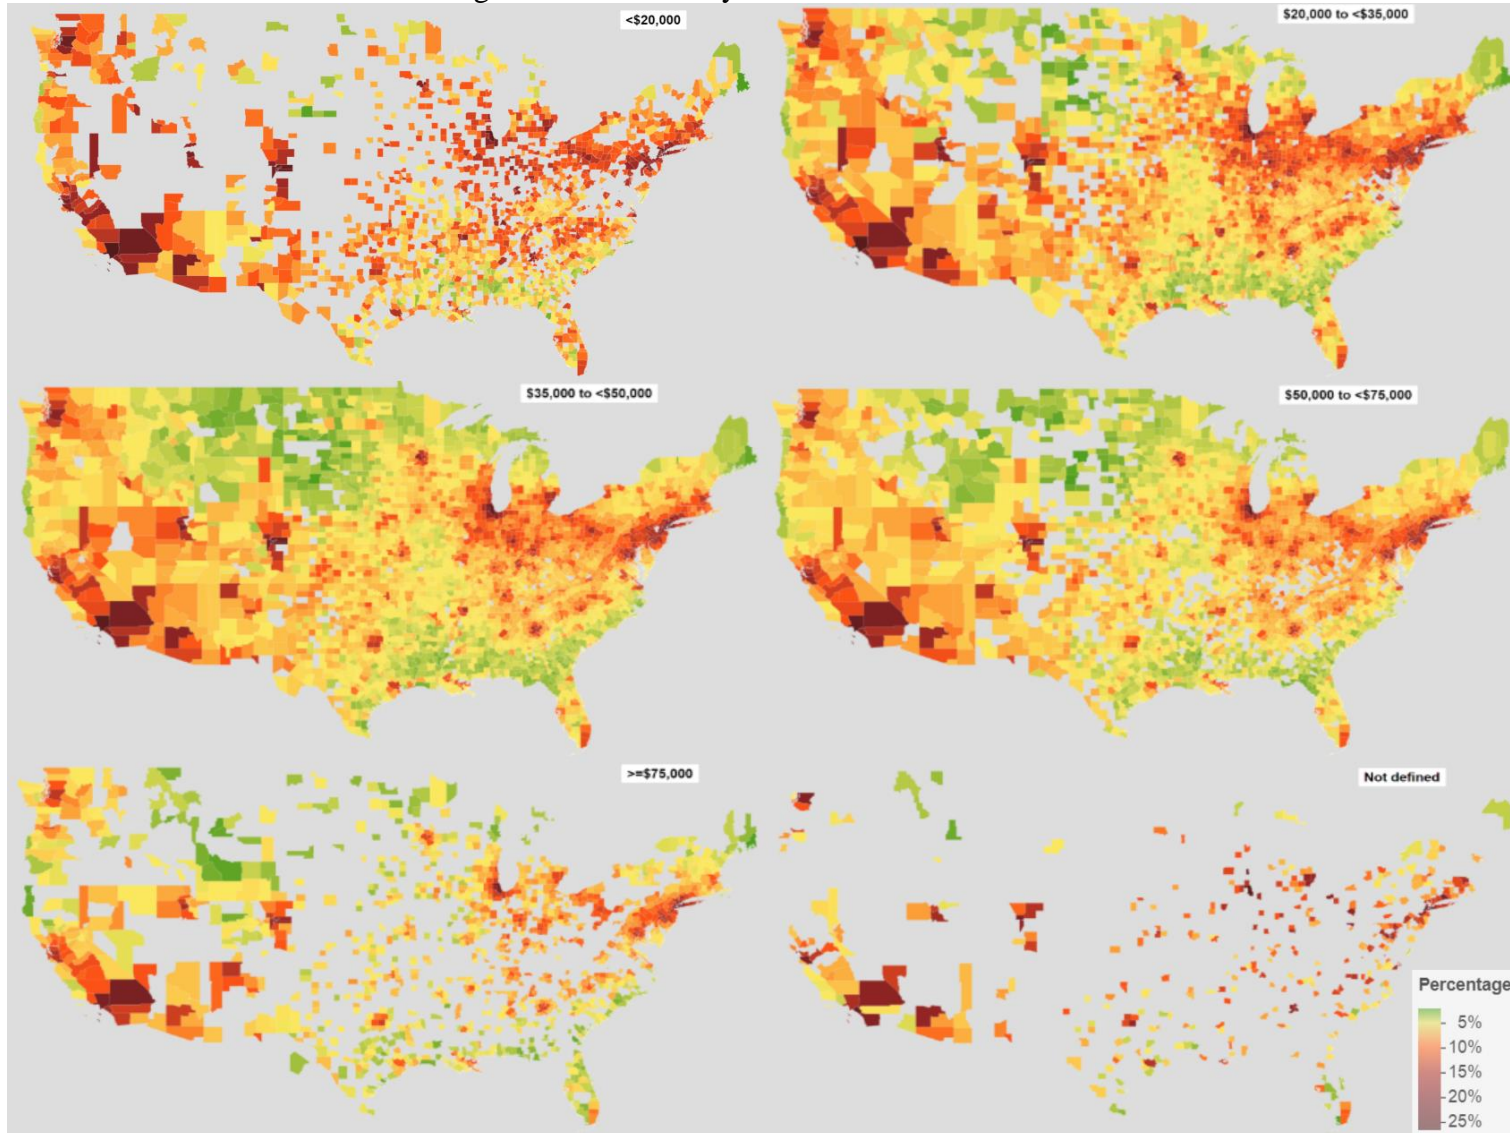 <$20,000
$20,000 to <$35,000
$35,000 to <$50,000
$50,000 to <$75,000
>=$75,000
Not defined
Percentage
5%
10%
15%
20%
25%